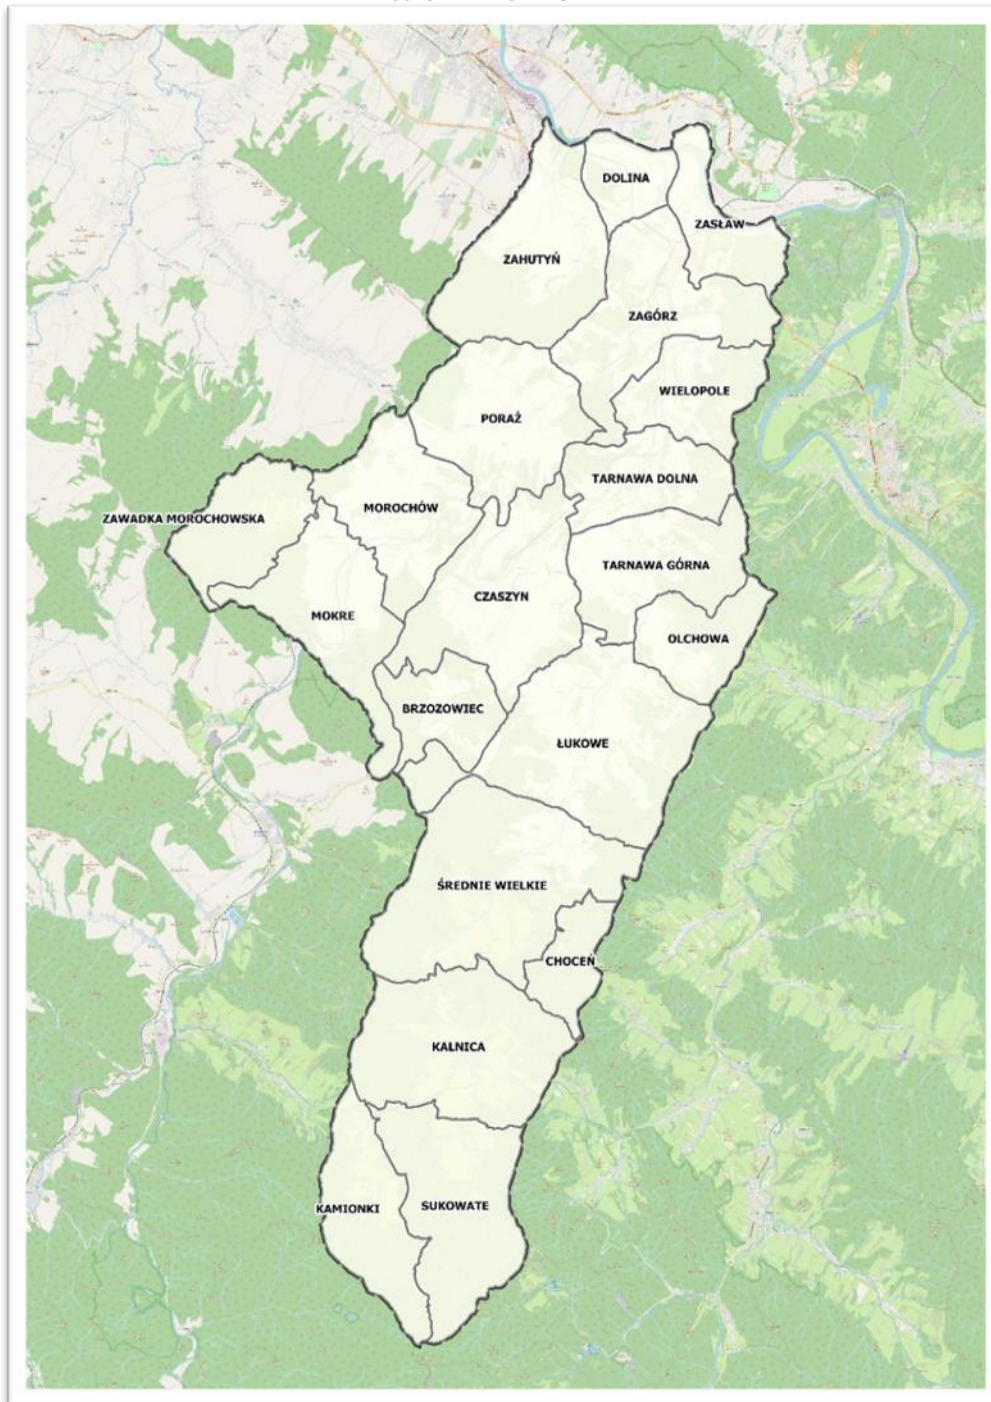 DOLINA
ZASŁAW
ZAHUTYŃ
ZAGÓRZ
WIELOPOLE
PORAŻ
TARNAWA DOLNA
MOROCHÓW
ZAWADKA MOROCHOWSKA
TARNAWA GÓRNA
CZASZYN
MOKRE
OLCHOWA
BRZOZOWIEC
ŁUKOWE
ŚREDNIE WIELKIE
CHOCEŃ
KALNICA
KAMIONKI
SUKOWATE